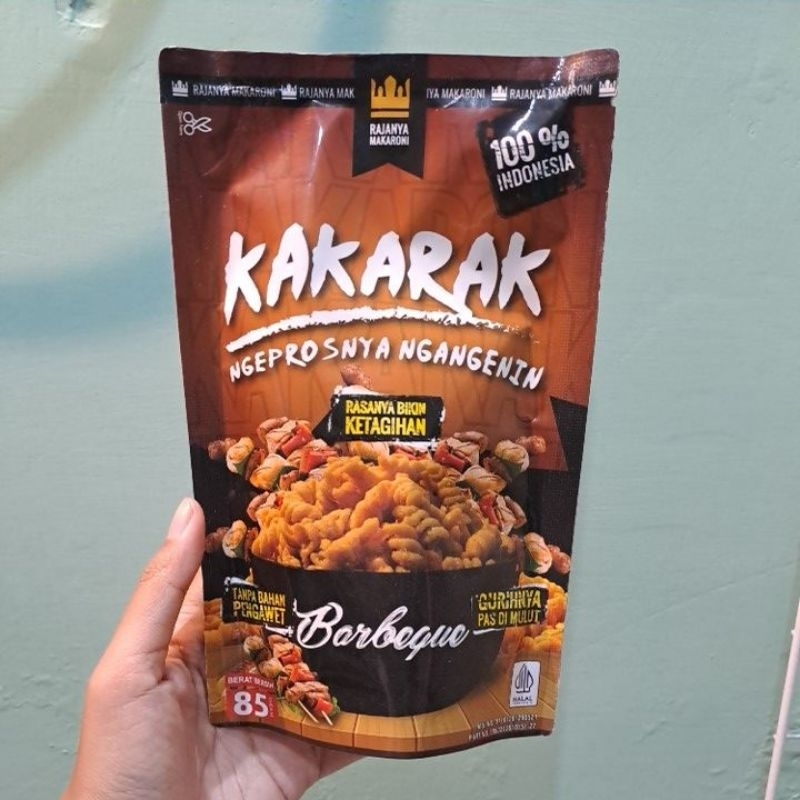 RAJANYA MAKARONI RAJANYA MAK IYA MAKARONI RAJANYA MAKARONI
RAJANYA
MAKARONI
100 %
INDONESIA
KAKARAK
NGEPROSNYA NGANGENIN
RASANYA BIKIN
KETAGIHAN
TANPA BAHAN
PENGAWET
GURIHNYA
PAS DI MULUT
Barbeque
BERAT BERSIH
85
HALAL